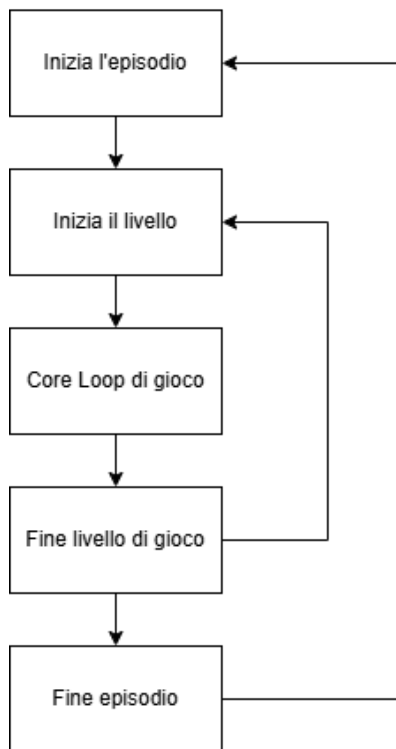 Inizia l'episodio
Inizia il livello
Core Loop di gioco
Fine livello di gioco
Fine episodio